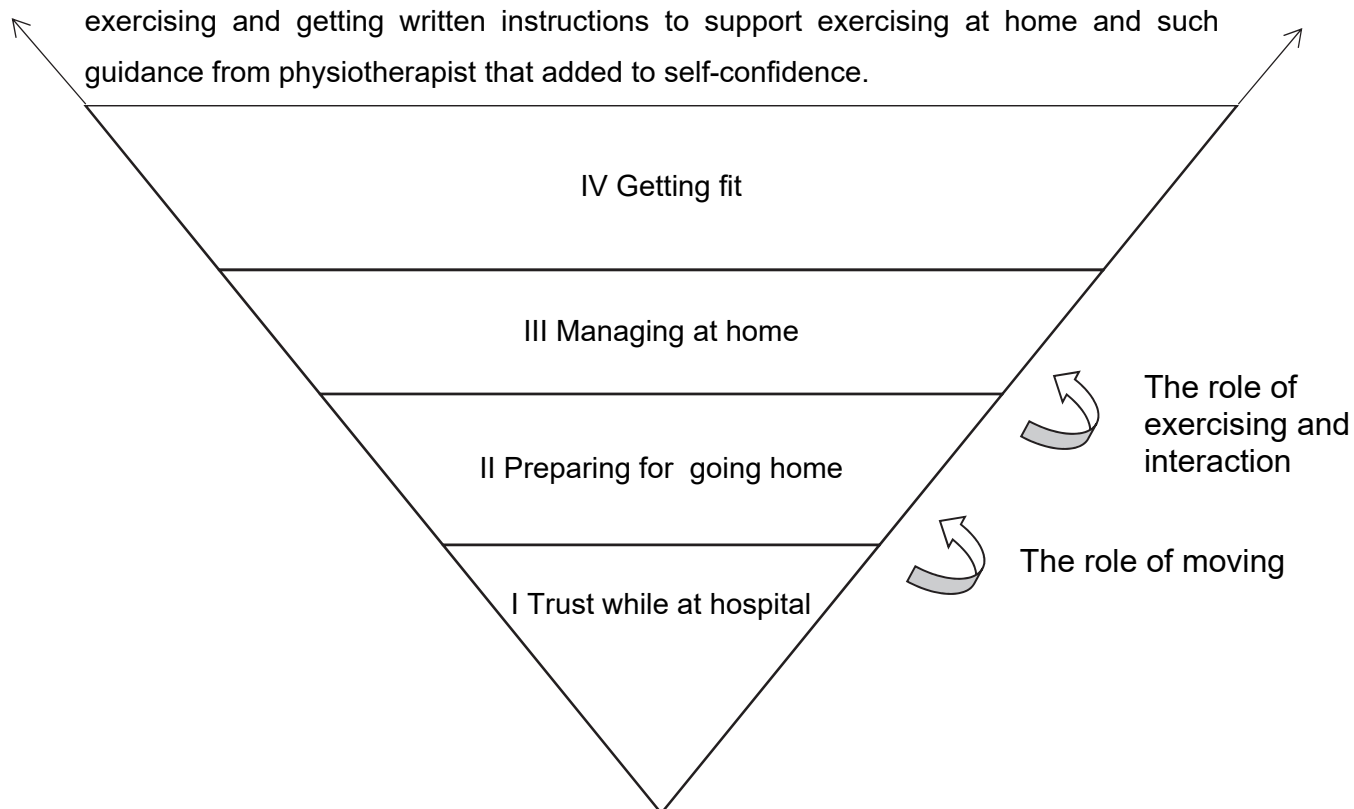 exercising and getting written instructions to support exercising at home and such
guidance from physiotherapist that added to self-confidence.
IV Getting fit
III Managing at home
The role of
exercising and
interaction
II Preparing for going home
The role of moving
I Trust while at hospital